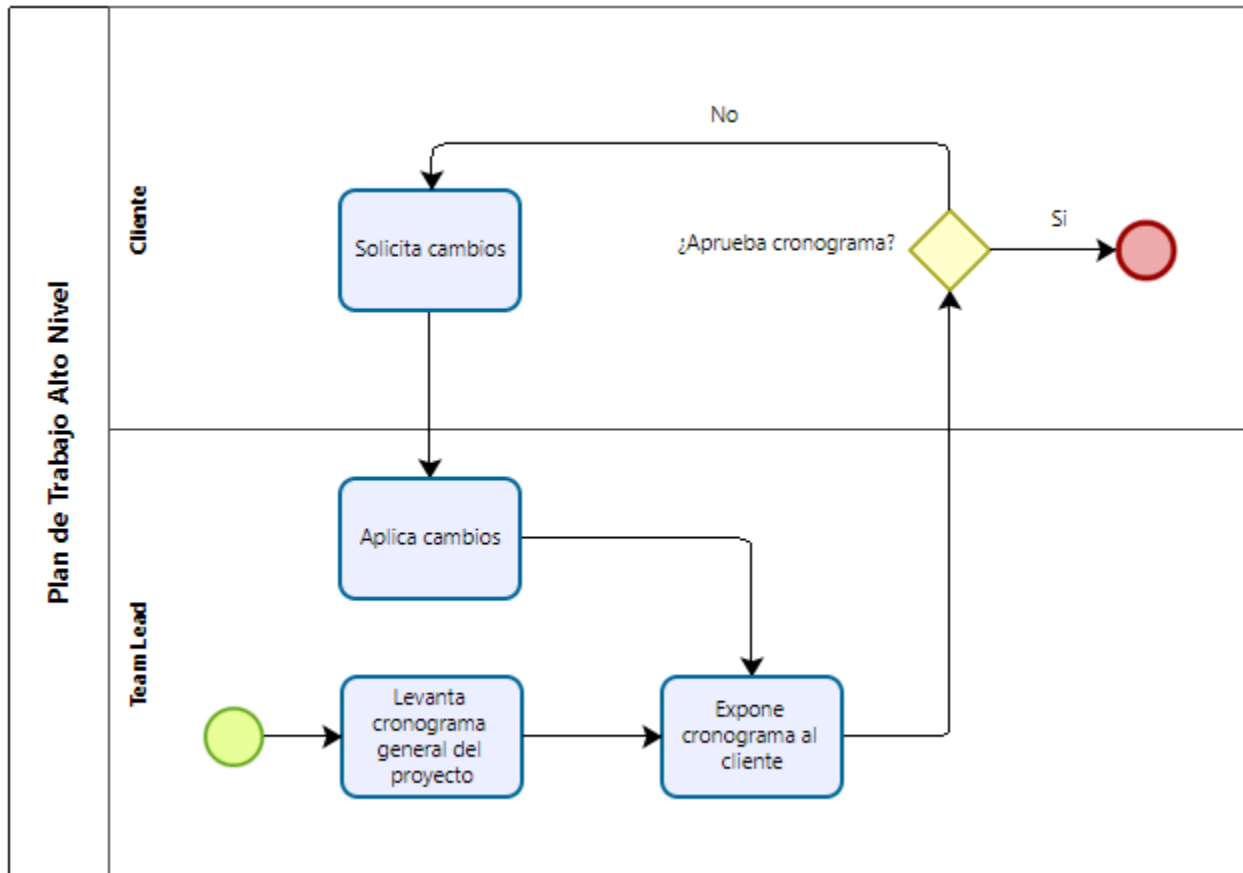 Plan de Trabajo Alto Nivel
Cliente
No
Solicita cambios
¿Aprueba cronograma?
Si
Team Lead
Aplica cambios
Levanta
cronograma
general del
proyecto
Expone
cronograma al
cliente